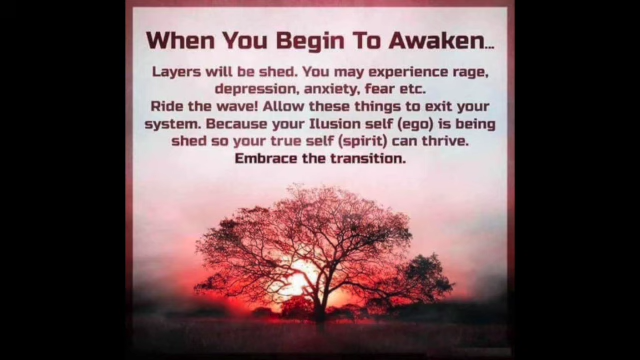 When You Begin To Awaken...
Layers will be shed. You may experience rage,
depression, anxiety, fear etc.
Ride the wave! Allow these things to exit your
system. Because your Ilusion self (ego) is being
shed so your true self (spirit) can thrive.
Embrace the transition.